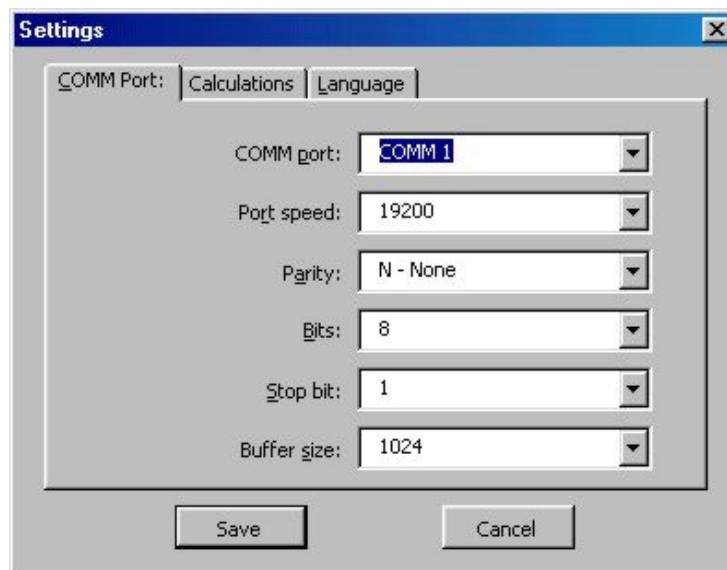 Settings
COMM Port: Calculations Language
COMM port: COMM 1
Port speed: 19200
Parity: N - None
Bits: 8
Stop bit: 1
Buffer size: 1024
Save Cancel